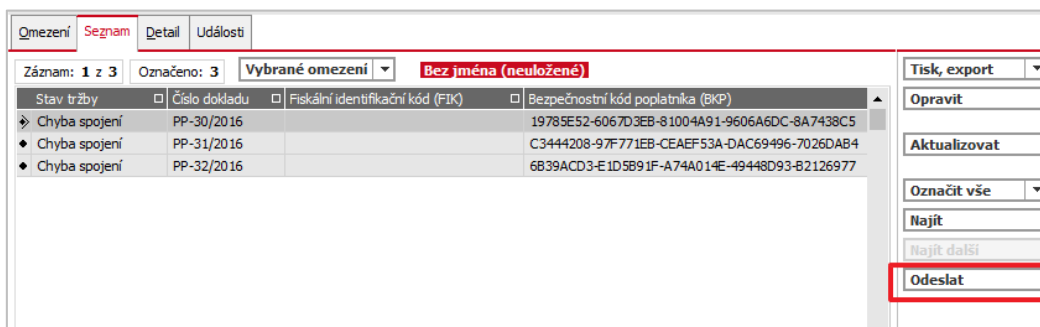 Omezení Seznam Detail Události
Záznam: 1 z 3 Označeno: 3 Vybrané omezení Bez jména (neuložené)
Stav tržby Číslo dokladu Fiskální identifikační kód (FIK) Bezpečnostní kód poplatníka (BKP)
Chyba spojení PP-30/2016 19785E52-6067D3EB-81004A91-9606A6DC-8A7438C5
Chyba spojení PP-31/2016 C3444208-97F771EB-CEAEF53A-DAC69496-7026DAB4
Chyba spojení PP-32/2016 6B39ACD3-E1D5B91F-A74A014E-49448D93-B2126977
Tisk, export
Opravit
Aktualizovat
Označit vše
Najít
Najít další
Odeslat